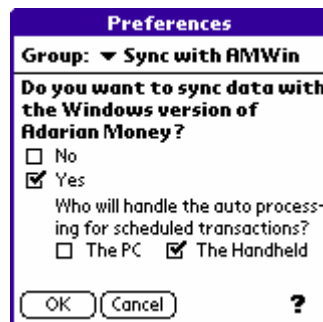 Preferences
Group: Sync with AMWin
Do you want to sync data with
the Windows version of
Adarian Money?
No
Yes
Who will handle the auto process-
ing for scheduled transactions?
The PC The Handheld
OK Cancel ?